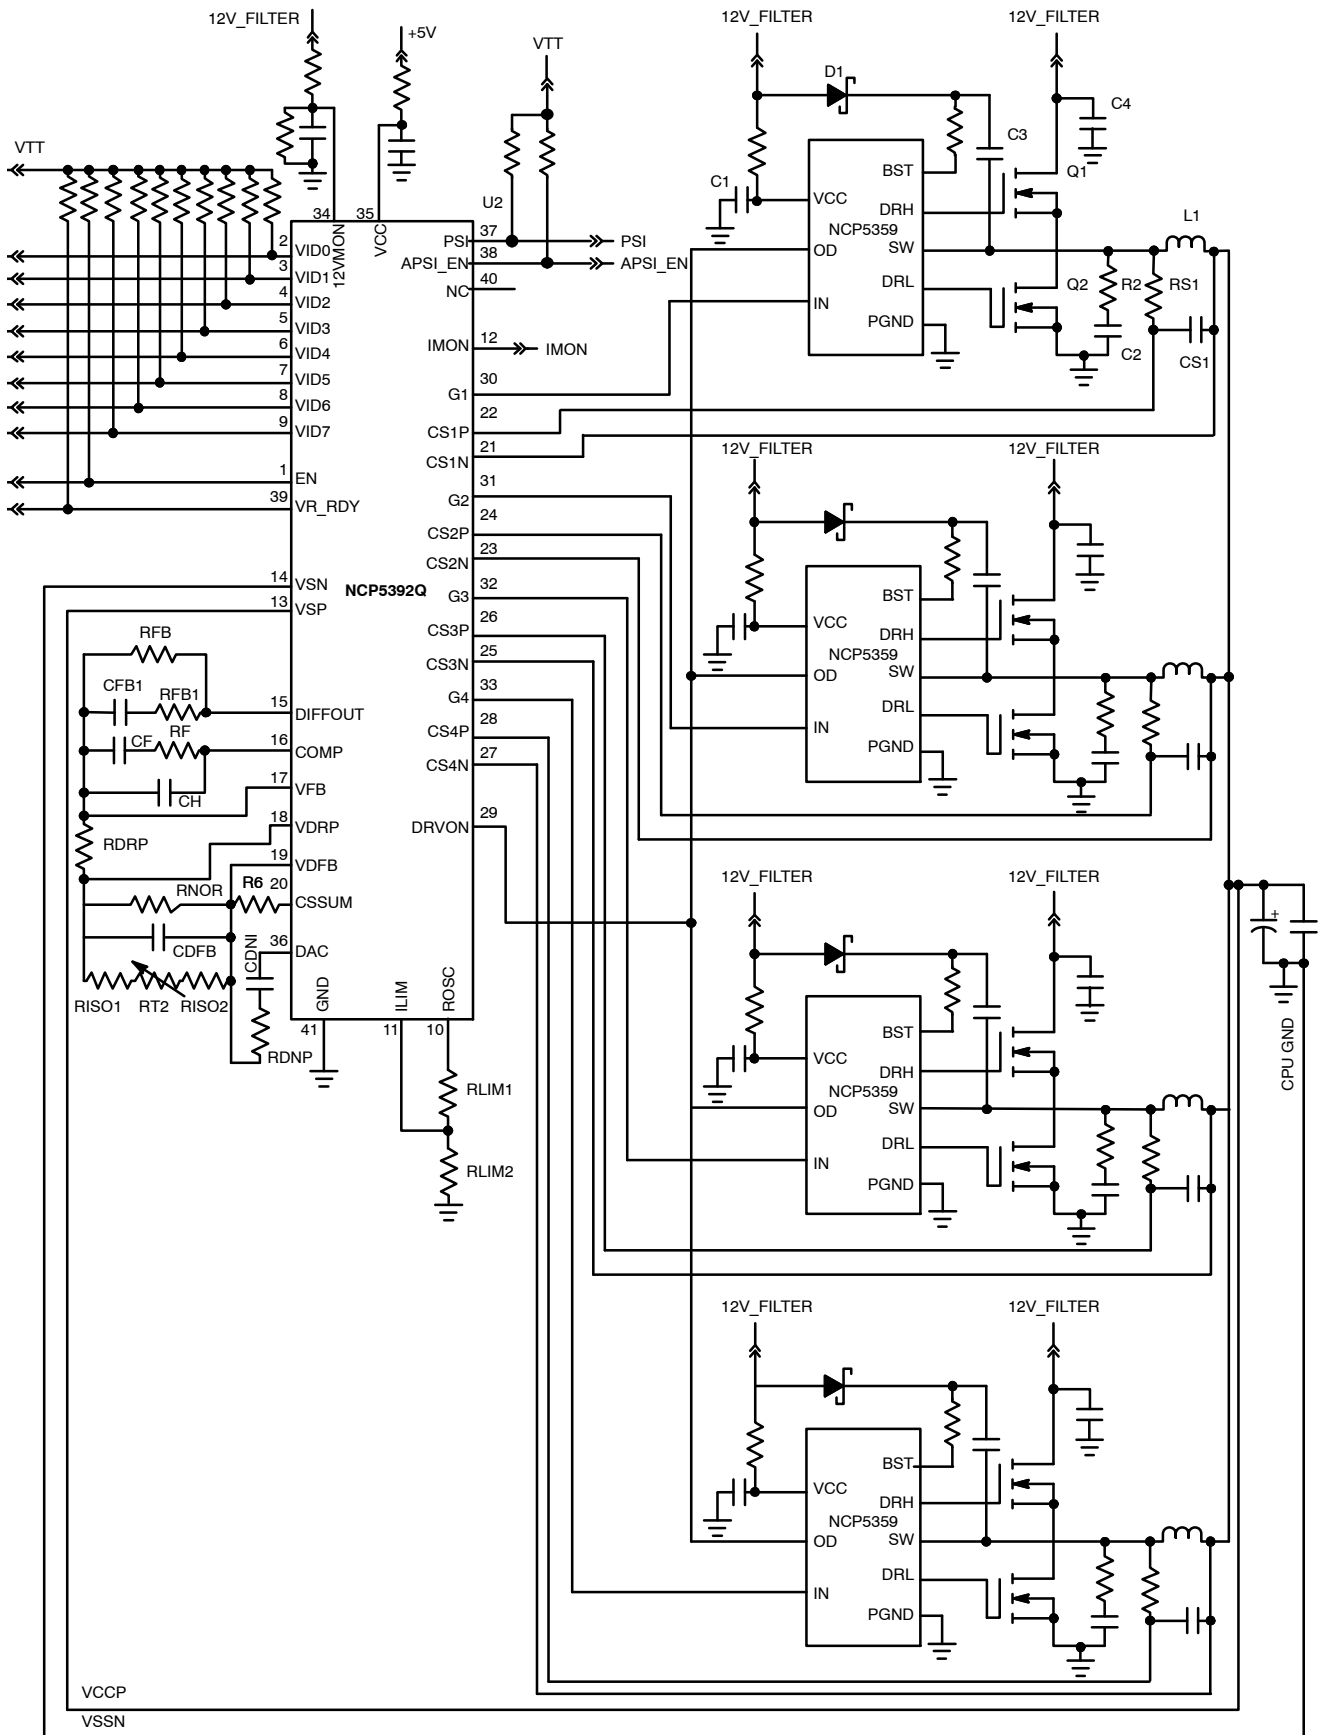 12V_FILTER
+5V
VTT
VTT
U2
34
35
12VMON
VCC
2 VID0
3 VID1
4 VID2
5 VID3
6 VID4
7 VID5
8 VID6
9 VID7
1 EN
39 VR_RDY
14 VSN
13 VSP
NCP5392Q
PSI 37 PSI
APSI_EN 38 APSI_EN
NC 40
IMON 12 IMON
G1 30
CS1P 22
CS1N 21
G2 31
CS2P 24
CS2N 23
G3 32
CS3P 26
CS3N 25
G4 33
CS4P 28
CS4N 27
DRVON 29
RFB
CFB1 RFB1
15 DIFFOUT
CF RF
16 COMP
CH
17 VFB
18 VDRP
RDRP
19 VDFB
RNOR R6 20 CSSUM
CDFB
36 DAC
CDNI
RISO1 RT2 RISO2
RDNP
GND
ILIM
ROSC
41
11
10
RLIM1
RLIM2
12V_FILTER
12V_FILTER
D1
C4
C3
C1
VCC
BST
DRH
NCP5359
OD
SW
DRL
IN
PGND
Q1
L1
Q2
R2
RS1
C2
CS1
12V_FILTER
12V_FILTER
BST
VCC
DRH
NCP5359
OD
SW
DRL
IN
PGND
12V_FILTER
12V_FILTER
BST
VCC
DRH
NCP5359
OD
SW
DRL
IN
PGND
+
CPU GND
12V_FILTER
12V_FILTER
BST
VCC
DRH
NCP5359
OD
SW
DRL
IN
PGND
VCCP
VSSN